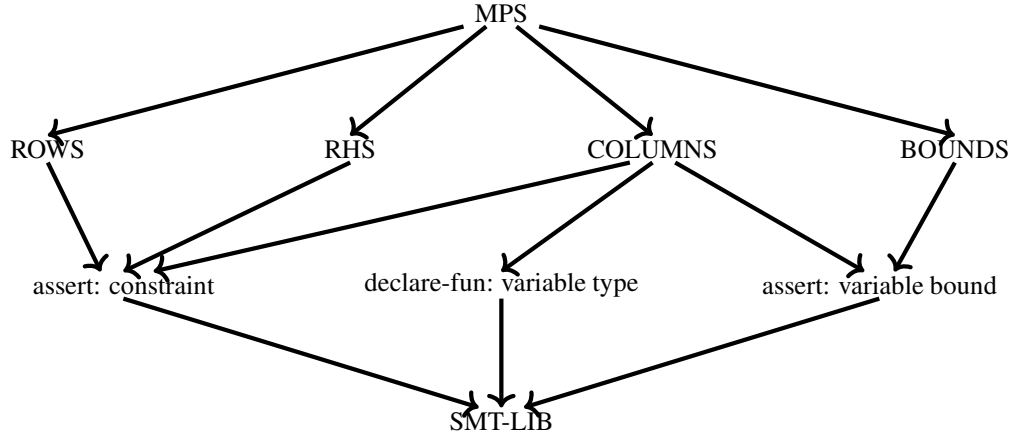 MPS
ROWS RHS COLUMNS BOUNDS
assert: constraint declare-fun: variable type assert: variable bound
SMT-LIB